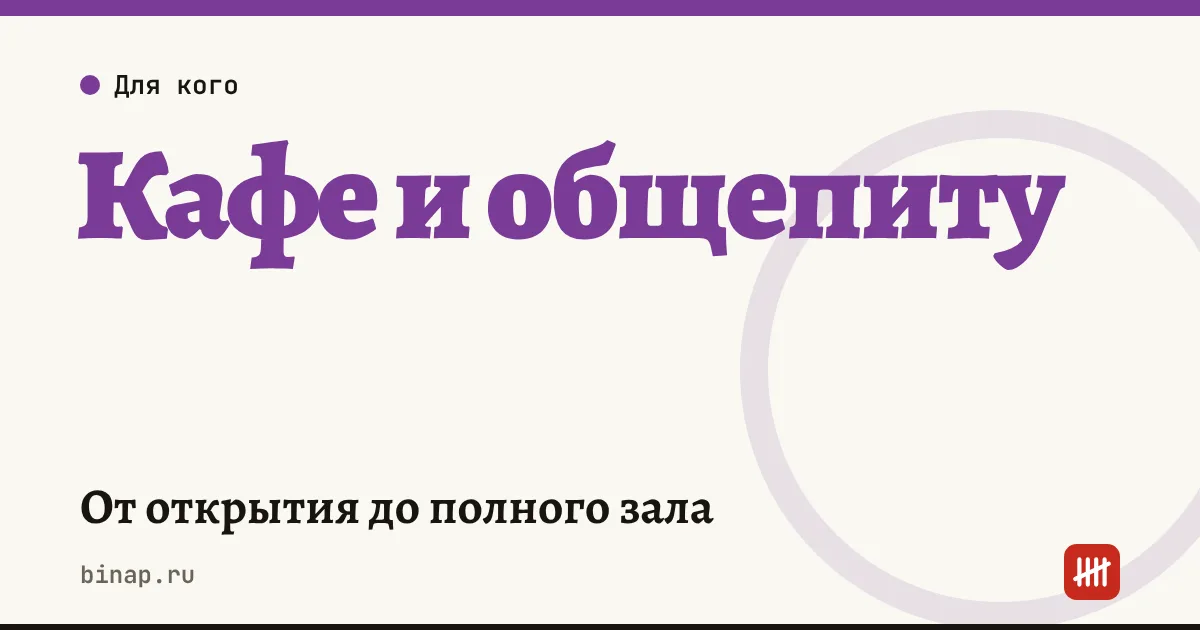 Для кого
Кафе и общепиту
От открытия до полного зала
binap.ru